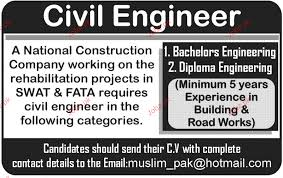 Civil Engineer
A National Construction
Company working on the
rehabilitation projects in
SWAT & FATA requires
civil engineer in the
following categories.
1. Bachelors Engineering
2. Diploma Engineering
(Minimum 5 years
Experience in
Building &
Road Works)
Candidates should send their C.V with complete
contact details to the Email:muslim_pak@hotmail.com